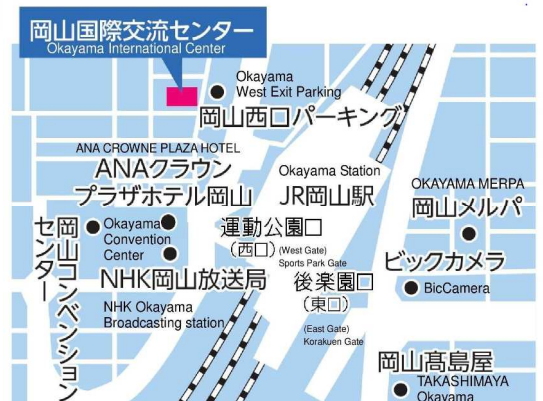 岡山国際交流センター
Okayama International Center
Okayama
West Exit Parking
岡山西口パーキング
ANA CROWNE PLAZA HOTEL
ANAクラウン
プラザホテル岡山
Okayama Station
JR岡山駅
OKAYAMA MERPA
岡山メルパ
岡山コンベンション
センター
Okayama
Convention
Center
運動公園口
(西口)
(West Gate)
Sports Park Gate
ビックカメラ
BicCamera
NHK岡山放送局
NHK Okayama
Broadcasting station
後楽園口
(東口)
(East Gate)
Korakuen Gate
岡山髙島屋
TAKASHIMAYA
Okayama